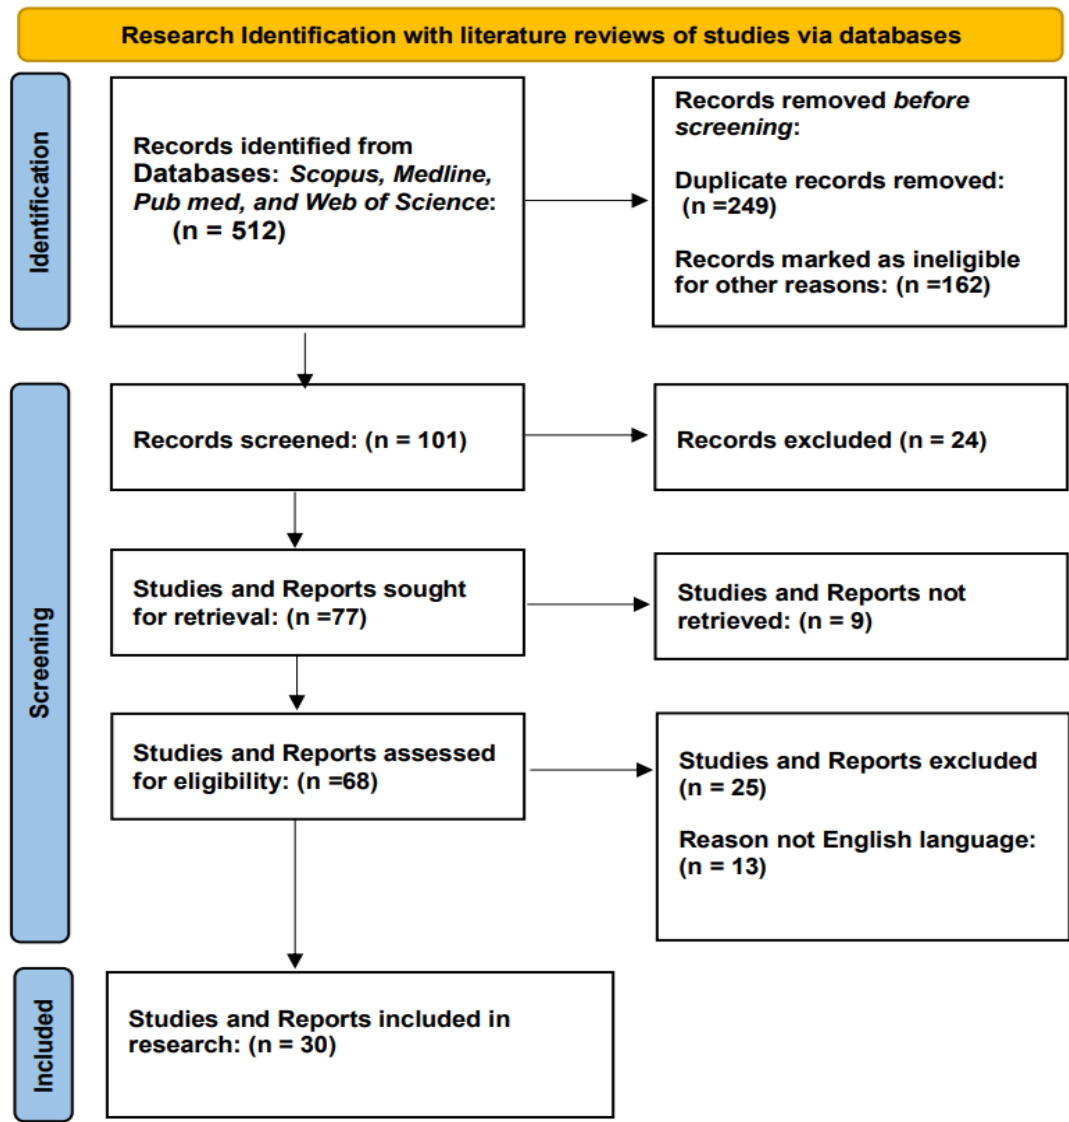 Research Identification with literature reviews of studies via databases
Identification
Records identified from
Databases: Scopus, Medline,
Pub med, and Web of Science:
(n = 512)
Records removed before
screening:
Duplicate records removed:
(n =249)
Records marked as ineligible
for other reasons: (n =162)
Screening
Records screened: (n = 101)
Records excluded (n = 24)
Studies and Reports sought
for retrieval: (n =77)
Studies and Reports not
retrieved: (n = 9)
Studies and Reports assessed
for eligibility: (n =68)
Studies and Reports excluded
(n = 25)
Reason not English language:
(n = 13)
Included
Studies and Reports included in
research: (n = 30)